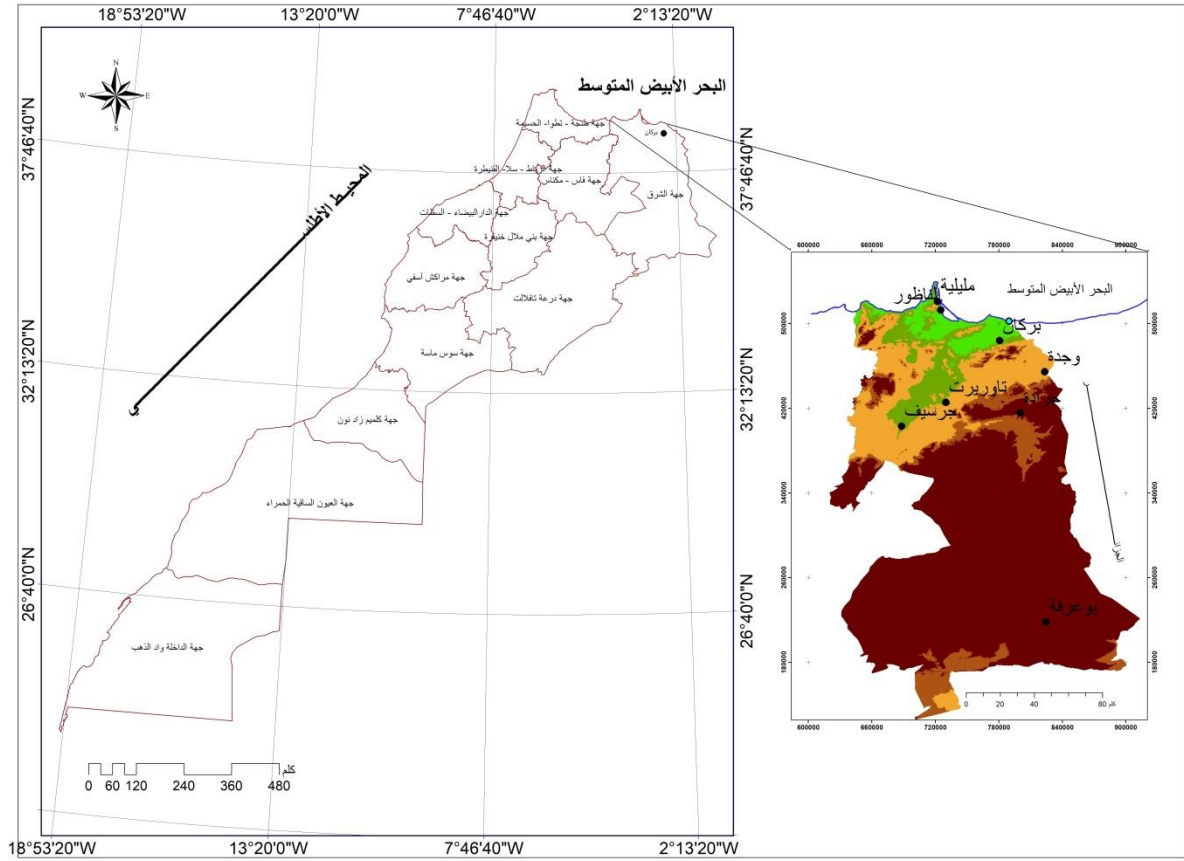 18°53'20"W 13°20'0"W 7°46'40"W 2°13'20"W
N
W E
S
البحر الأبيض المتوسط
37°46'40"N
37°46'40"N
جهة طنجة - تطوا- الحسيمة
جهة الرباط - سلا- القنيطرة
جهة فاس - مكناس
جهة الشرق
المحيط الأطلسي
جهة الدارالبيضاء - السطات
جهة بني ملال خنيفرة
جهة مراكش أسفي
جهة درعة تافلالت
جهة سوس ماسة
32°13'20"N
32°13'20"N
جهة كلميم زاد نون
جهة العيون الساقية الحمراء
26°40'0"N
26°40'0"N
جهة الداخلة واد الذهب
كلم
0 60 120 240 360 480
18°53'20"W 13°20'0"W 7°46'40"W 2°13'20"W
600000 660000 720000 780000 840000 900000
البحر الأبيض المتوسط
مليلية
الناظور
500000
500000
بركان
وجدة
تاوريرت
جرادة
جرسيف
420000
420000
340000
340000
الجزائر
260000
260000
بوعرفة
180000
180000
0 20 40 80 كلم
600000 660000 720000 780000 840000 900000